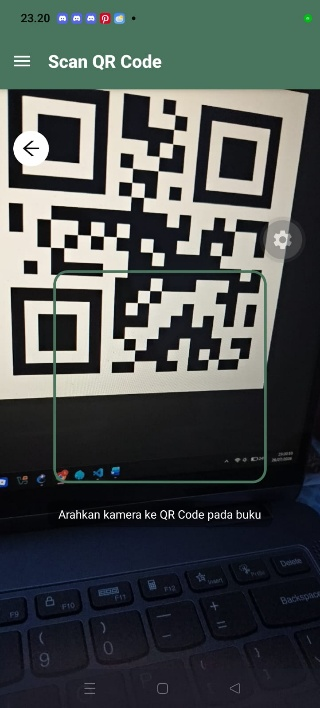 23.20
Scan QR Code
Arahkan kamera ke QR Code pada buku
Delete
F9
F10
F11
F12
Insert
Backspace
(
9
)
0
—
-
+
=